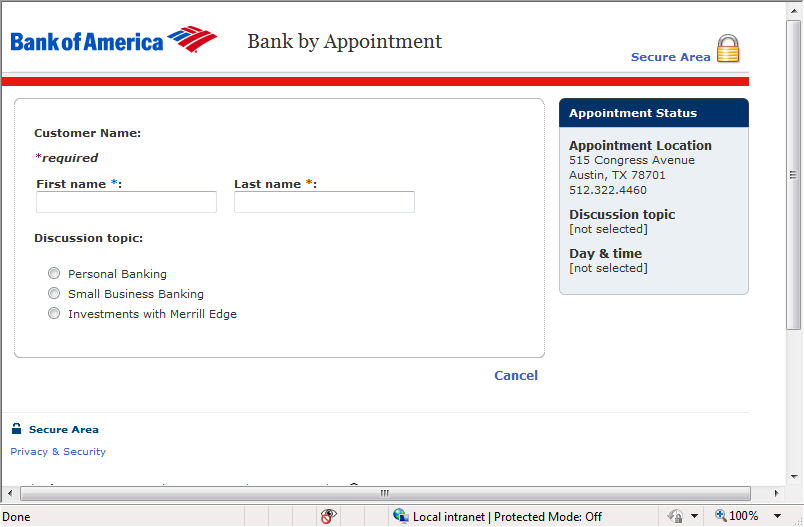 Bank of America
Bank by Appointment
Secure Area
Customer Name:
*required
First name *:
Last name *:
Discussion topic:
Personal Banking
Small Business Banking
Investments with Merrill Edge
Cancel
Appointment Status
Appointment Location
515 Congress Avenue
Austin, TX 78701
512.322.4460
Discussion topic
[not selected]
Day & time
[not selected]
Secure Area
Privacy & Security
Done
Local intranet | Protected Mode: Off
100%